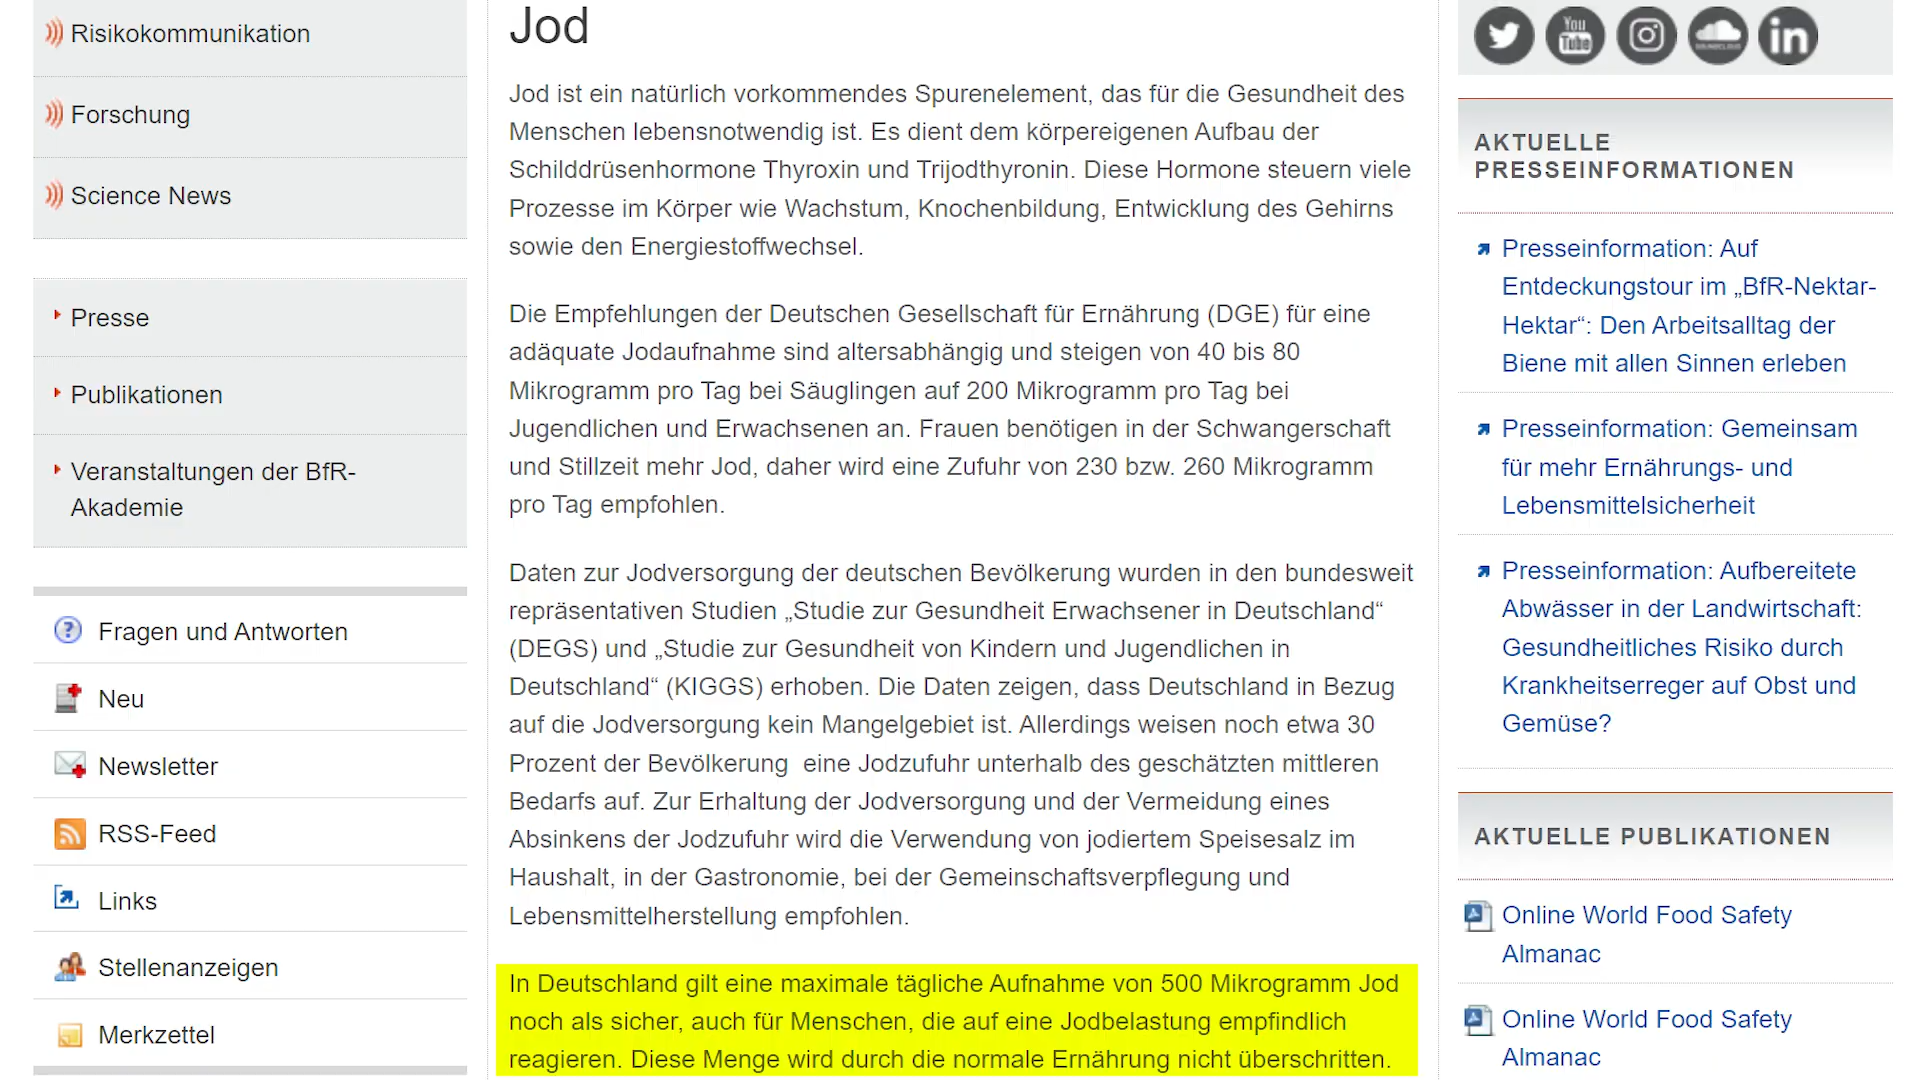 Risikokommunikation
Forschung
Science News
Presse
Publikationen
Veranstaltungen der BfR-
Akademie
Fragen und Antworten
Neu
Newsletter
RSS-Feed
Links
Stellenanzeigen
Merkzettel
Jod
Jod ist ein natürlich vorkommendes Spurenelement, das für die Gesundheit des
Menschen lebensnotwendig ist. Es dient dem körpereigenen Aufbau der
Schilddrüsenhormone Thyroxin und Trijodthyronin. Diese Hormone steuern viele
Prozesse im Körper wie Wachstum, Knochenbildung, Entwicklung des Gehirns
sowie den Energiestoffwechsel.
Die Empfehlungen der Deutschen Gesellschaft für Ernährung (DGE) für eine
adäquate Jodaufnahme sind altersabhängig und steigen von 40 bis 80
Mikrogramm pro Tag bei Säuglingen auf 200 Mikrogramm pro Tag bei
Jugendlichen und Erwachsenen an. Frauen benötigen in der Schwangerschaft
und Stillzeit mehr Jod, daher wird eine Zufuhr von 230 bzw. 260 Mikrogramm
pro Tag empfohlen.
Daten zur Jodversorgung der deutschen Bevölkerung wurden in den bundesweit
repräsentativen Studien „Studie zur Gesundheit Erwachsener in Deutschland“
(DEGS) und „Studie zur Gesundheit von Kindern und Jugendlichen in
Deutschland“ (KIGGS) erhoben. Die Daten zeigen, dass Deutschland in Bezug
auf die Jodversorgung kein Mangelgebiet ist. Allerdings weisen noch etwa 30
Prozent der Bevölkerung eine Jodzufuhr unterhalb des geschätzten mittleren
Bedarfs auf. Zur Erhaltung der Jodversorgung und der Vermeidung eines
Absinkens der Jodzufuhr wird die Verwendung von jodiertem Speisesalz im
Haushalt, in der Gastronomie, bei der Gemeinschaftsverpflegung und
Lebensmittelherstellung empfohlen.
In Deutschland gilt eine maximale tägliche Aufnahme von 500 Mikrogramm Jod
noch als sicher, auch für Menschen, die auf eine Jodbelastung empfindlich
reagieren. Diese Menge wird durch die normale Ernährung nicht überschritten.
You
Tube
SOUNDCLOUD
in
AKTUELLE
PRESSEINFORMATIONEN
Presseinformation: Auf
Entdeckungstour im „BfR-Nektar-
Hektar“: Den Arbeitsalltag der
Biene mit allen Sinnen erleben
Presseinformation: Gemeinsam
für mehr Ernährungs- und
Lebensmittelsicherheit
Presseinformation: Aufbereitete
Abwässer in der Landwirtschaft:
Gesundheitliches Risiko durch
Krankheitserreger auf Obst und
Gemüse?
AKTUELLE PUBLIKATIONEN
Online World Food Safety
Almanac
Online World Food Safety
Almanac